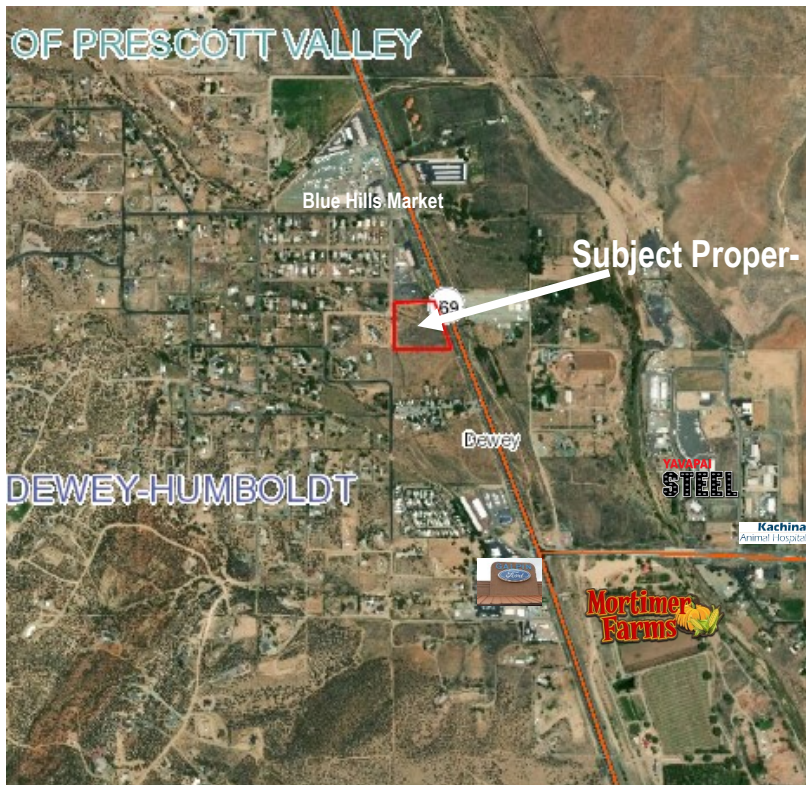 OF PRESCOTT VALLEY
Blue Hills Market
Subject Proper-
69
Dewey
YAVAPAI
STEEL
DEWEY-HUMBOLDT
Kachina
Animal Hospital
Ford
Mortimer
Farms